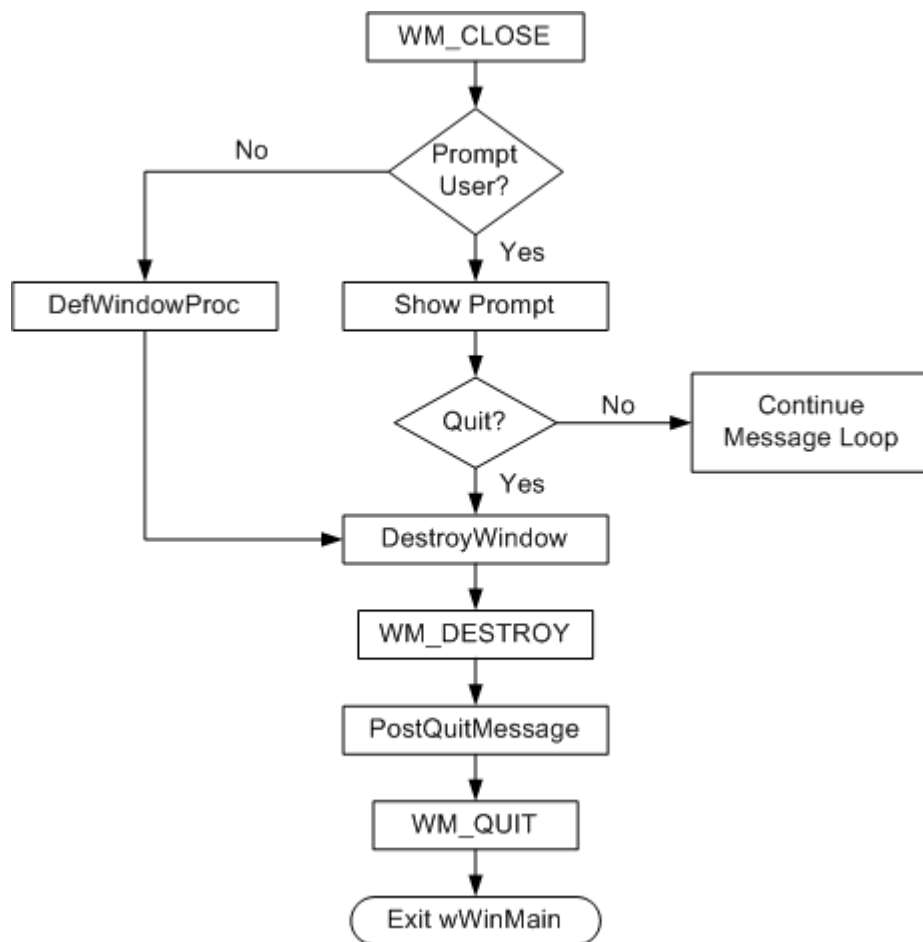 WM_CLOSE
Prompt
User?
No
Yes
DefWindowProc
Show Prompt
Quit?
No
Continue
Message Loop
Yes
DestroyWindow
WM_DESTROY
PostQuitMessage
WM_QUIT
Exit wWinMain